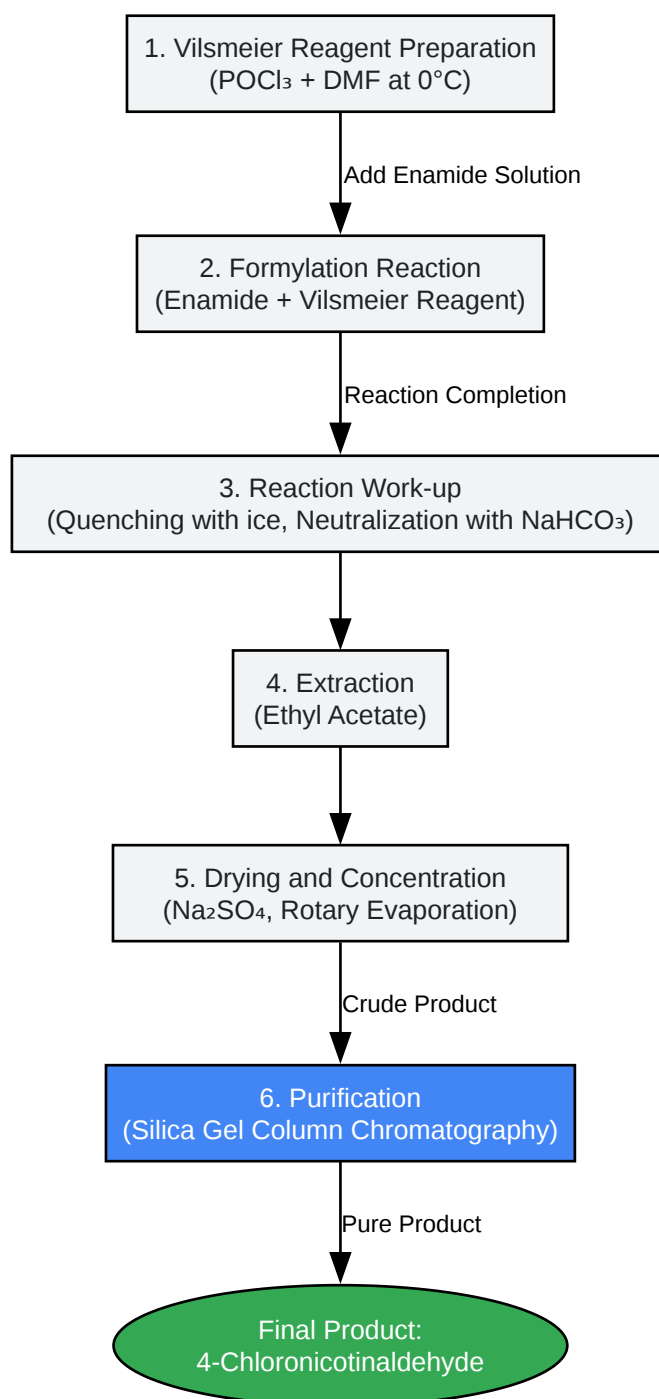 1. Vilsmeier Reagent Preparation
(POCl₃ + DMF at 0°C)
Add Enamide Solution
2. Formylation Reaction
(Enamide + Vilsmeier Reagent)
Reaction Completion
3. Reaction Work-up
(Quenching with ice, Neutralization with NaHCO₃)
4. Extraction
(Ethyl Acetate)
5. Drying and Concentration
(Na₂SO₄, Rotary Evaporation)
Crude Product
6. Purification
(Silica Gel Column Chromatography)
Pure Product
Final Product:
4-Chloronicotinaldehyde